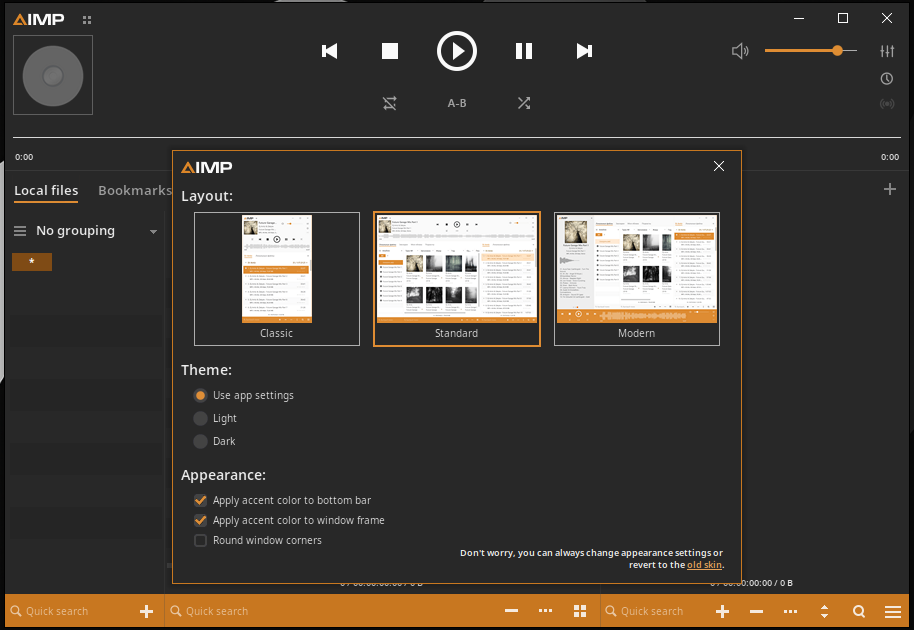 AIMP
A-B
0:00
0:00
Local files
Bookmarks
No grouping
*
AIMP
Layout:
Classic
Standard
Modern
Theme:
Use app settings
Light
Dark
Appearance:
Apply accent color to bottom bar
Apply accent color to window frame
Round window corners
Don't worry, you can always change appearance settings or
revert to the old skin.
Quick search
Quick search
Quick search